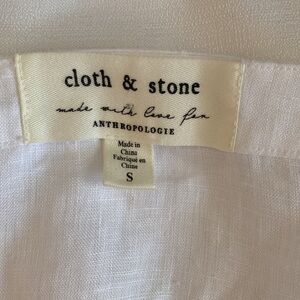 cloth & stone
made with love for
ANTHROPOLOGIE
Made in
China
Fabriqué en
Chine
S